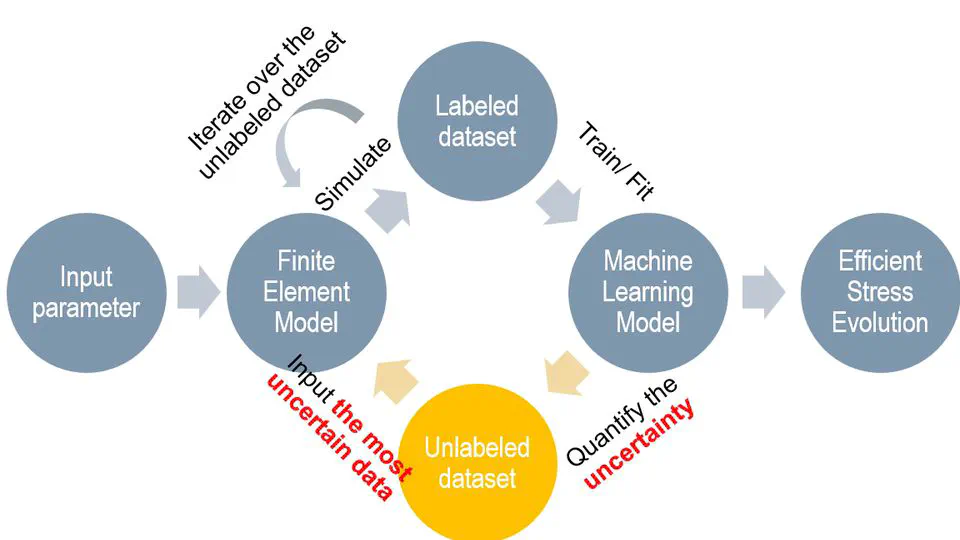 Iterate over the
unlabeled dataset
Labeled
dataset
Simulate
Train/ Fit
Input
parameter
Finite
Element
Model
Machine
Learning
Model
Efficient
Stress
Evolution
Input the most
uncertain data
Unlabeled
dataset
Quantify the
uncertainty